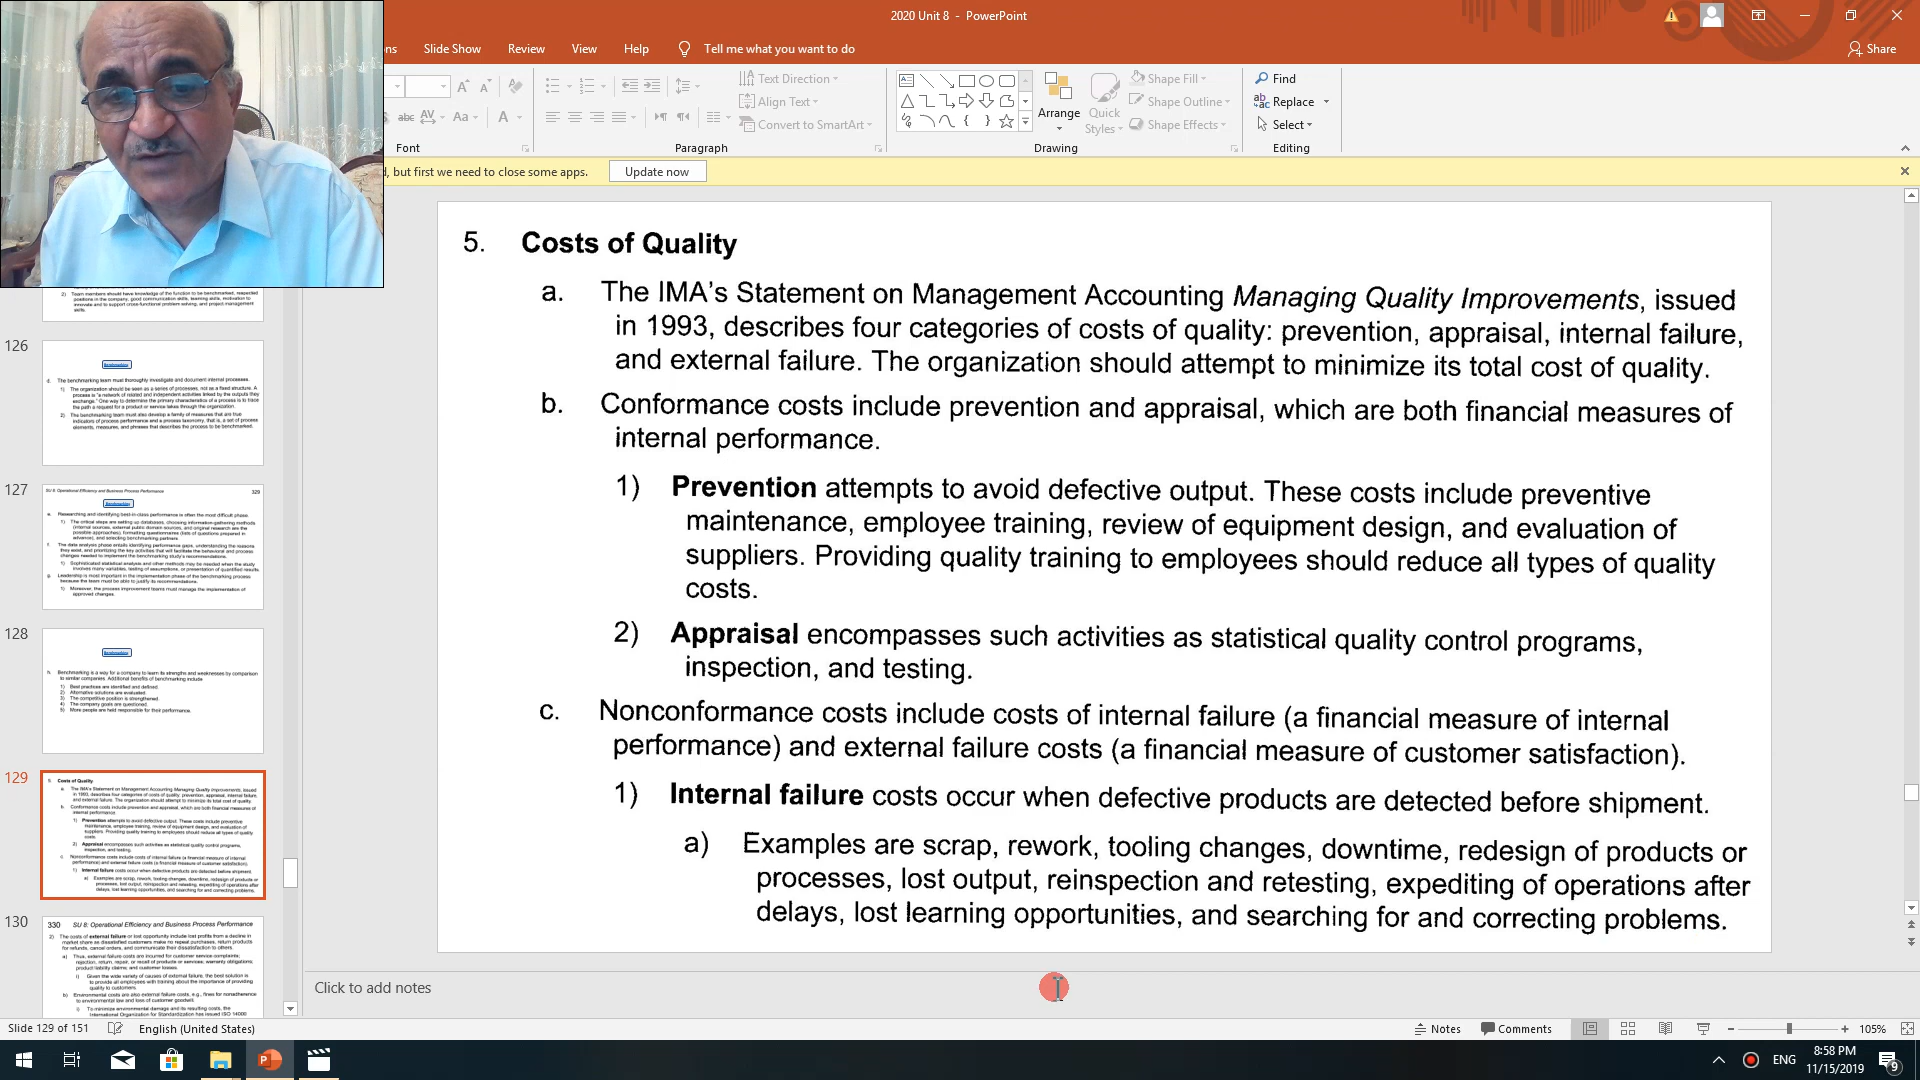 2020 Unit 8 - PowerPoint
ns Slide Show Review View Help Tell me what you want to do
Share
Text Direction
Align Text
Convert to SmartArt
Arrange
Quick Styles
Shape Fill
Shape Outline
Shape Effects
Find
Replace
Select
Font Paragraph Drawing Editing
, but first we need to close some apps. Update now
5. Costs of Quality
a. The IMA's Statement on Management Accounting Managing Quality Improvements, issued
in 1993, describes four categories of costs of quality: prevention, appraisal, internal failure,
and external failure. The organization should attempt to minimize its total cost of quality.
b. Conformance costs include prevention and appraisal, which are both financial measures of
internal performance.
1) Prevention attempts to avoid defective output. These costs include preventive
maintenance, employee training, review of equipment design, and evaluation of
suppliers. Providing quality training to employees should reduce all types of quality
costs.
2) Appraisal encompasses such activities as statistical quality control programs,
inspection, and testing.
c. Nonconformance costs include costs of internal failure (a financial measure of internal
performance) and external failure costs (a financial measure of customer satisfaction).
1) Internal failure costs occur when defective products are detected before shipment.
a) Examples are scrap, rework, tooling changes, downtime, redesign of products or
processes, lost output, reinspection and retesting, expediting of operations after
delays, lost learning opportunities, and searching for and correcting problems.
126
127
128
129
130
330 SU 8: Operational Efficiency and Business Process Performance
Click to add notes
Slide 129 of 151 English (United States) Notes Comments 105%
ENG 8:58 PM
11/15/2019
9